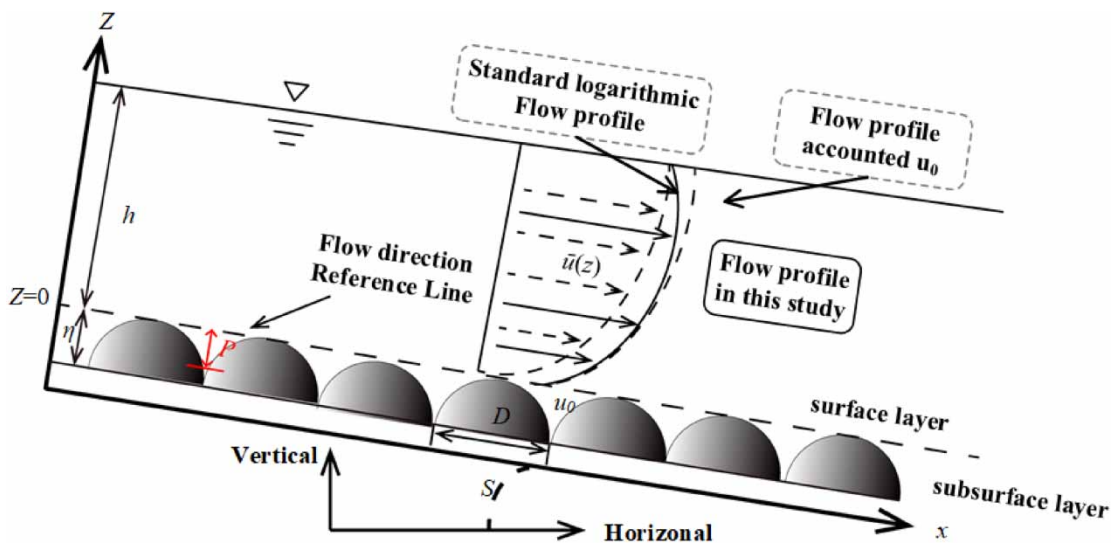 Z
Standard logarithmic
Flow profile
Flow profile
accounted u₀
h
Flow direction
Reference Line
ū(z)
Flow profile
in this study
Z=0
η
P
u₀
D
surface layer
Vertical
S
subsurface layer
Horizonal
x